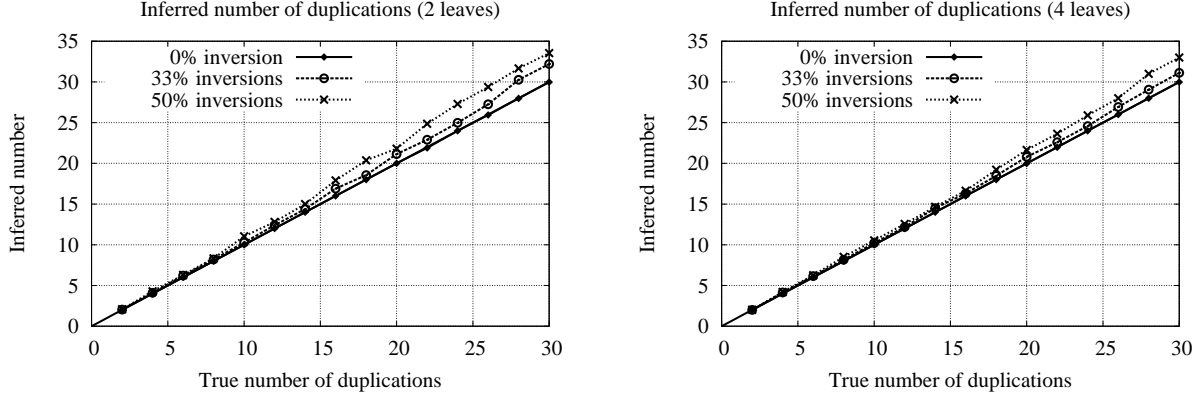 Inferred number of duplications (2 leaves)
35
30
25
20
15
10
5
0
0 5 10 15 20 25 30
Inferred number
True number of duplications
0% inversion
33% inversions
50% inversions
Inferred number of duplications (4 leaves)
35
30
25
20
15
10
5
0
0 5 10 15 20 25 30
Inferred number
True number of duplications
0% inversion
33% inversions
50% inversions